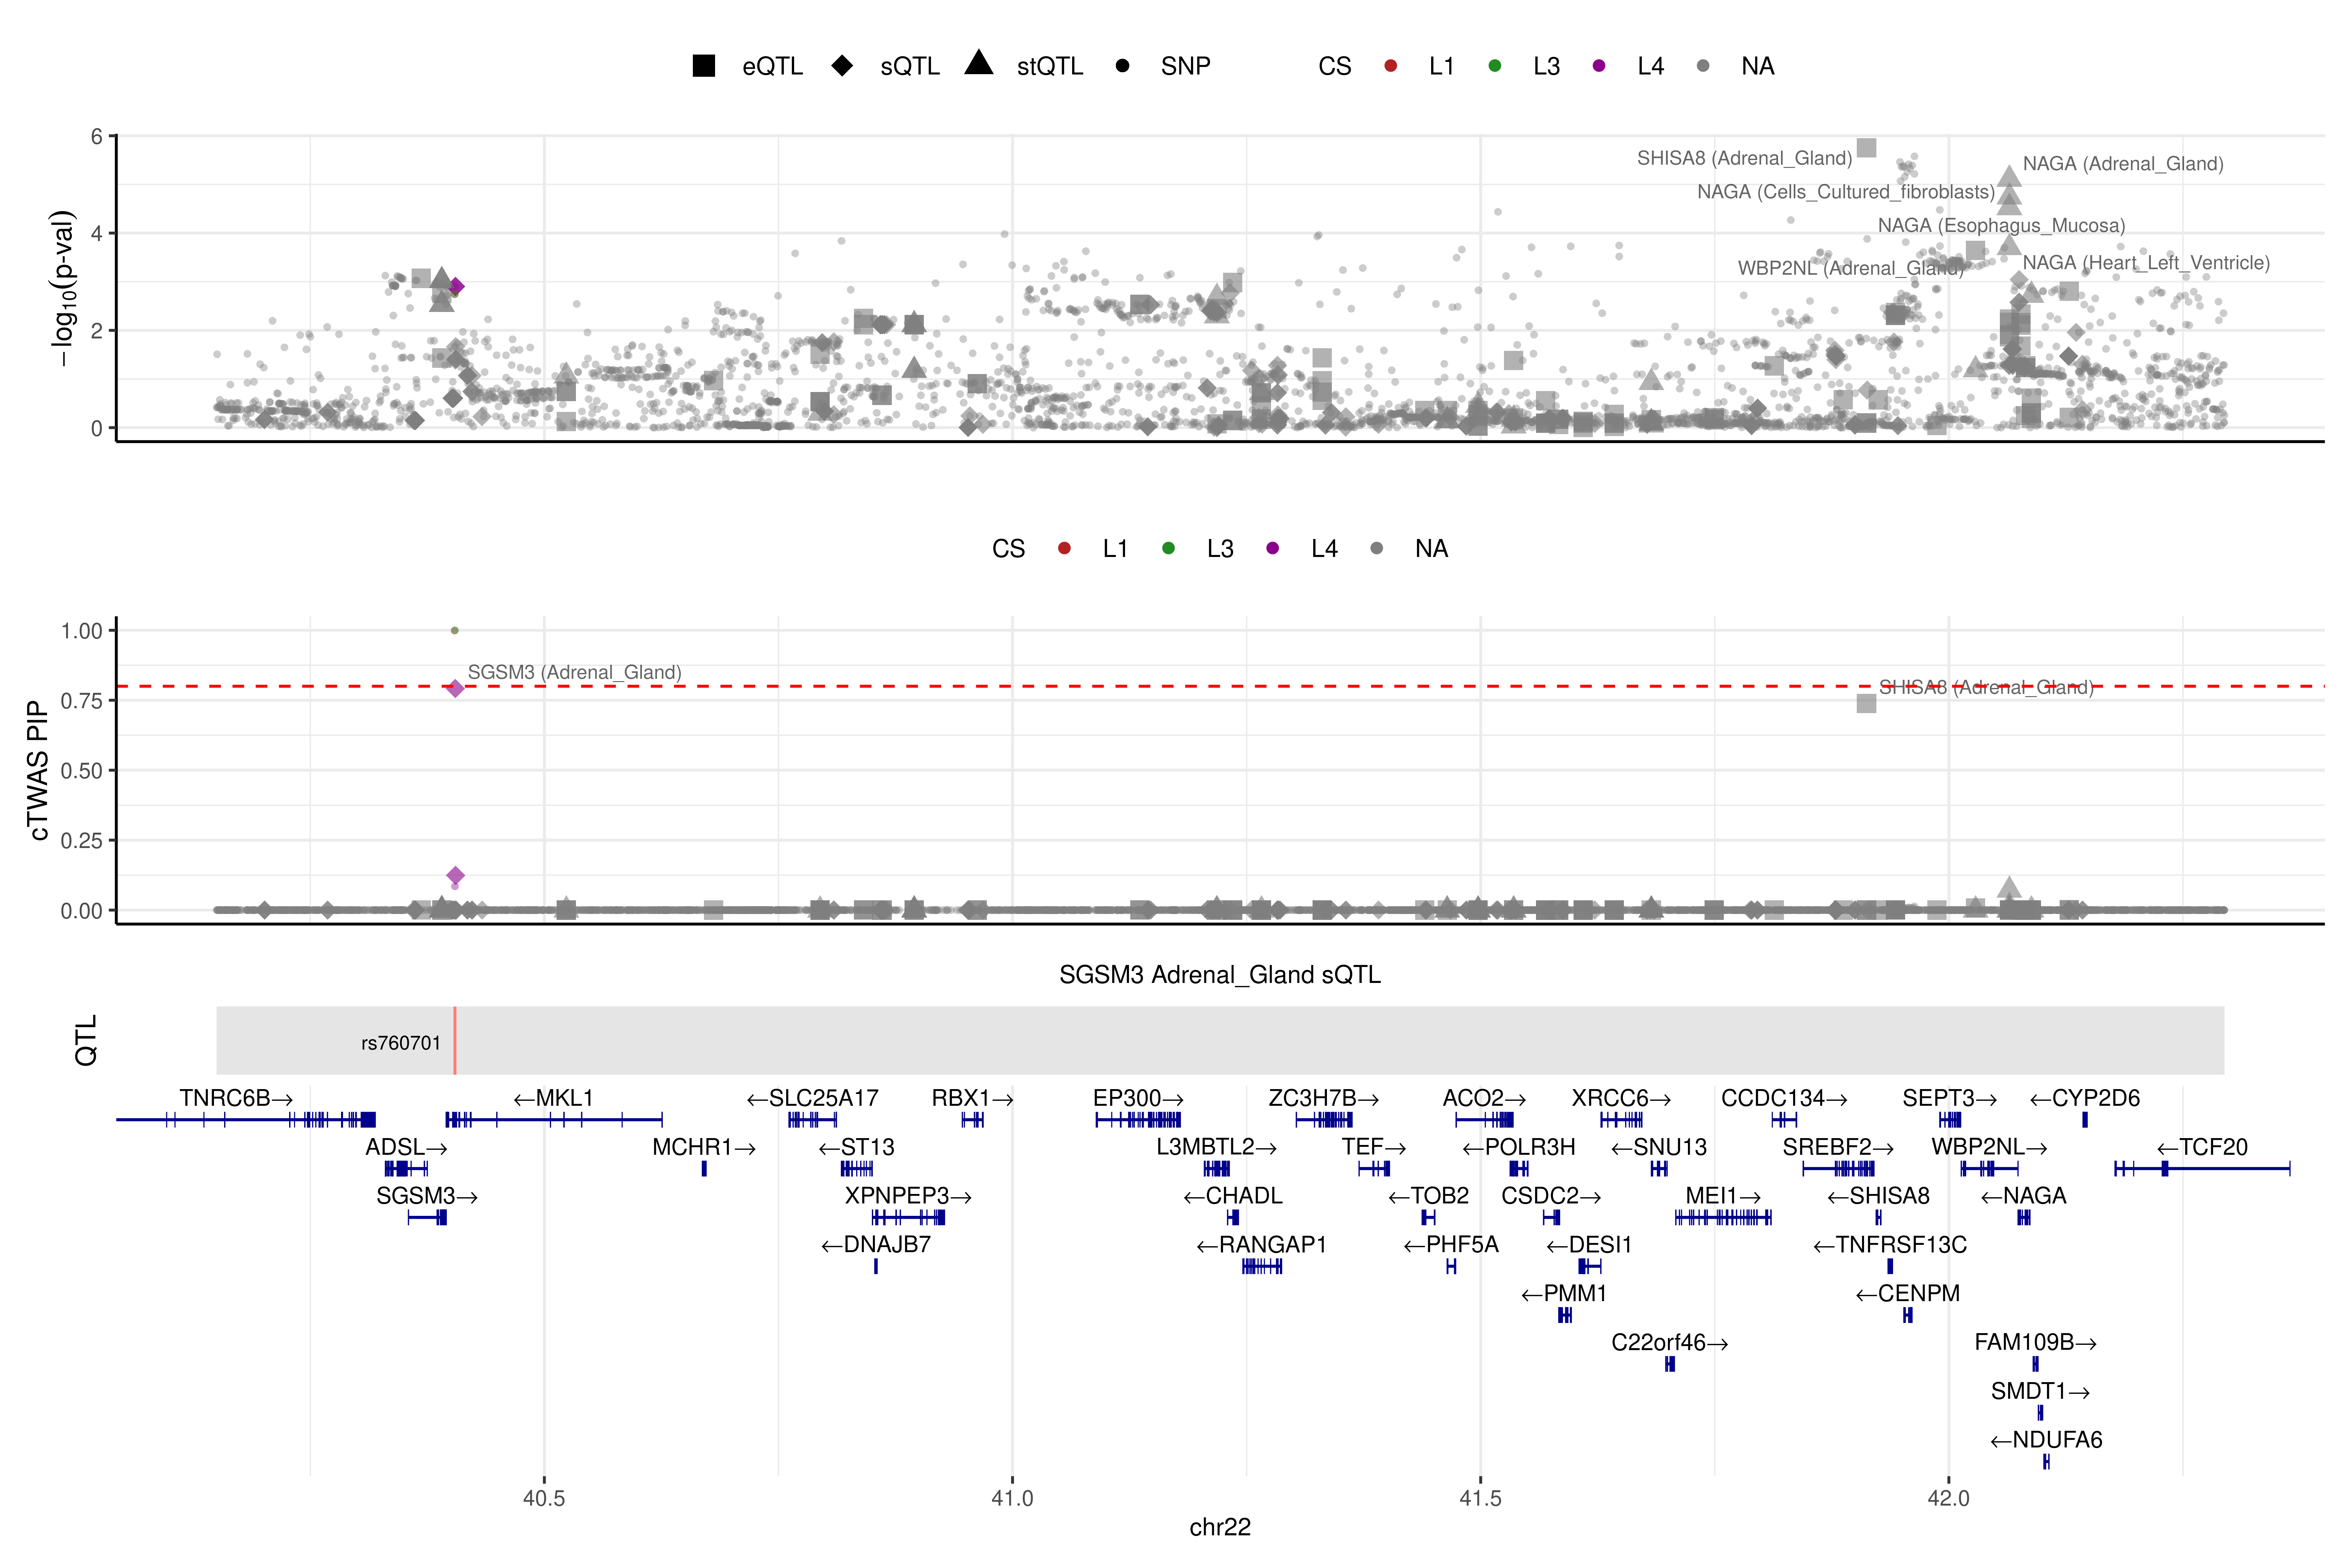 eQTL sQTL stQTL SNP CS L1 L3 L4 NA
6
4
2
0
−log10(p-val)
SHISA8 (Adrenal_Gland)
NAGA (Adrenal_Gland)
NAGA (Cells_Cultured_fibroblasts)
NAGA (Esophagus_Mucosa)
WBP2NL (Adrenal_Gland)
NAGA (Heart_Left_Ventricle)
CS L1 L3 L4 NA
1.00
0.75
0.50
0.25
0.00
cTWAS PIP
SGSM3 (Adrenal_Gland)
SHISA8 (Adrenal_Gland)
SGSM3 Adrenal_Gland sQTL
QTL
rs760701
TNRC6B→ ←MKL1 ←SLC25A17 RBX1→ EP300→ ZC3H7B→ ACO2→ XRCC6→ CCDC134→ SEPT3→ ←CYP2D6
ADSL→ MCHR1→ ←ST13 L3MBTL2→ TEF→ ←POLR3H ←SNU13 SREBF2→ WBP2NL→ ←TCF20
SGSM3→ XPNPEP3→ ←CHADL ←TOB2 CSDC2→ MEI1→ ←SHISA8 ←NAGA
←DNAJB7 ←RANGAP1 ←PHF5A ←DESI1 ←TNFRSF13C
←PMM1 ←CENPM
C22orf46→ FAM109B→
SMDT1→
←NDUFA6
40.5 41.0 41.5 42.0
chr22